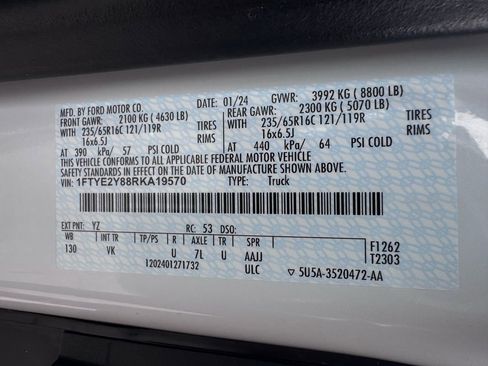 MFD. BY FORD MOTOR CO.
DATE: 01/24 GVWR: 3992 KG ( 8800 LB)
FRONT GAWR: 2100 KG ( 4630 LB) REAR GAWR: 2300 KG ( 5070 LB)
WITH 235/65R16C 121/119R TIRES WITH 235/65R16C 121/119R TIRES
16x6.5J RIMS 16x6.5J RIMS
AT 390 kPa/ 57 PSI COLD AT 440 kPa/ 64 PSI COLD
THIS VEHICLE CONFORMS TO ALL APPLICABLE FEDERAL MOTOR VEHICLE
SAFETY STANDARDS IN EFFECT ON THE DATE OF MANUFACTURE SHOWN ABOVE.
VIN: 1FTYE2Y88RKA19570 TYPE: Truck
EXT PNT: YZ RC: 53 DSO:
WB INT TR TP/PS R AXLE TR SPR F1262
130 VK U 7L U AAJJ T2303
1202401271732 ULC ▽ 5U5A-3520472-AA